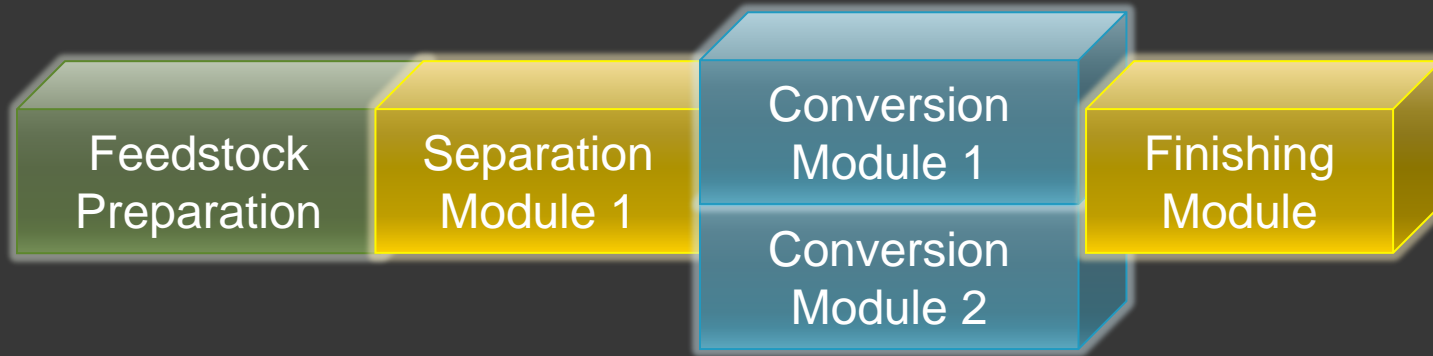 Feedstock
Preparation
Separation
Module 1
Conversion
Module 1
Conversion
Module 2
Finishing
Module